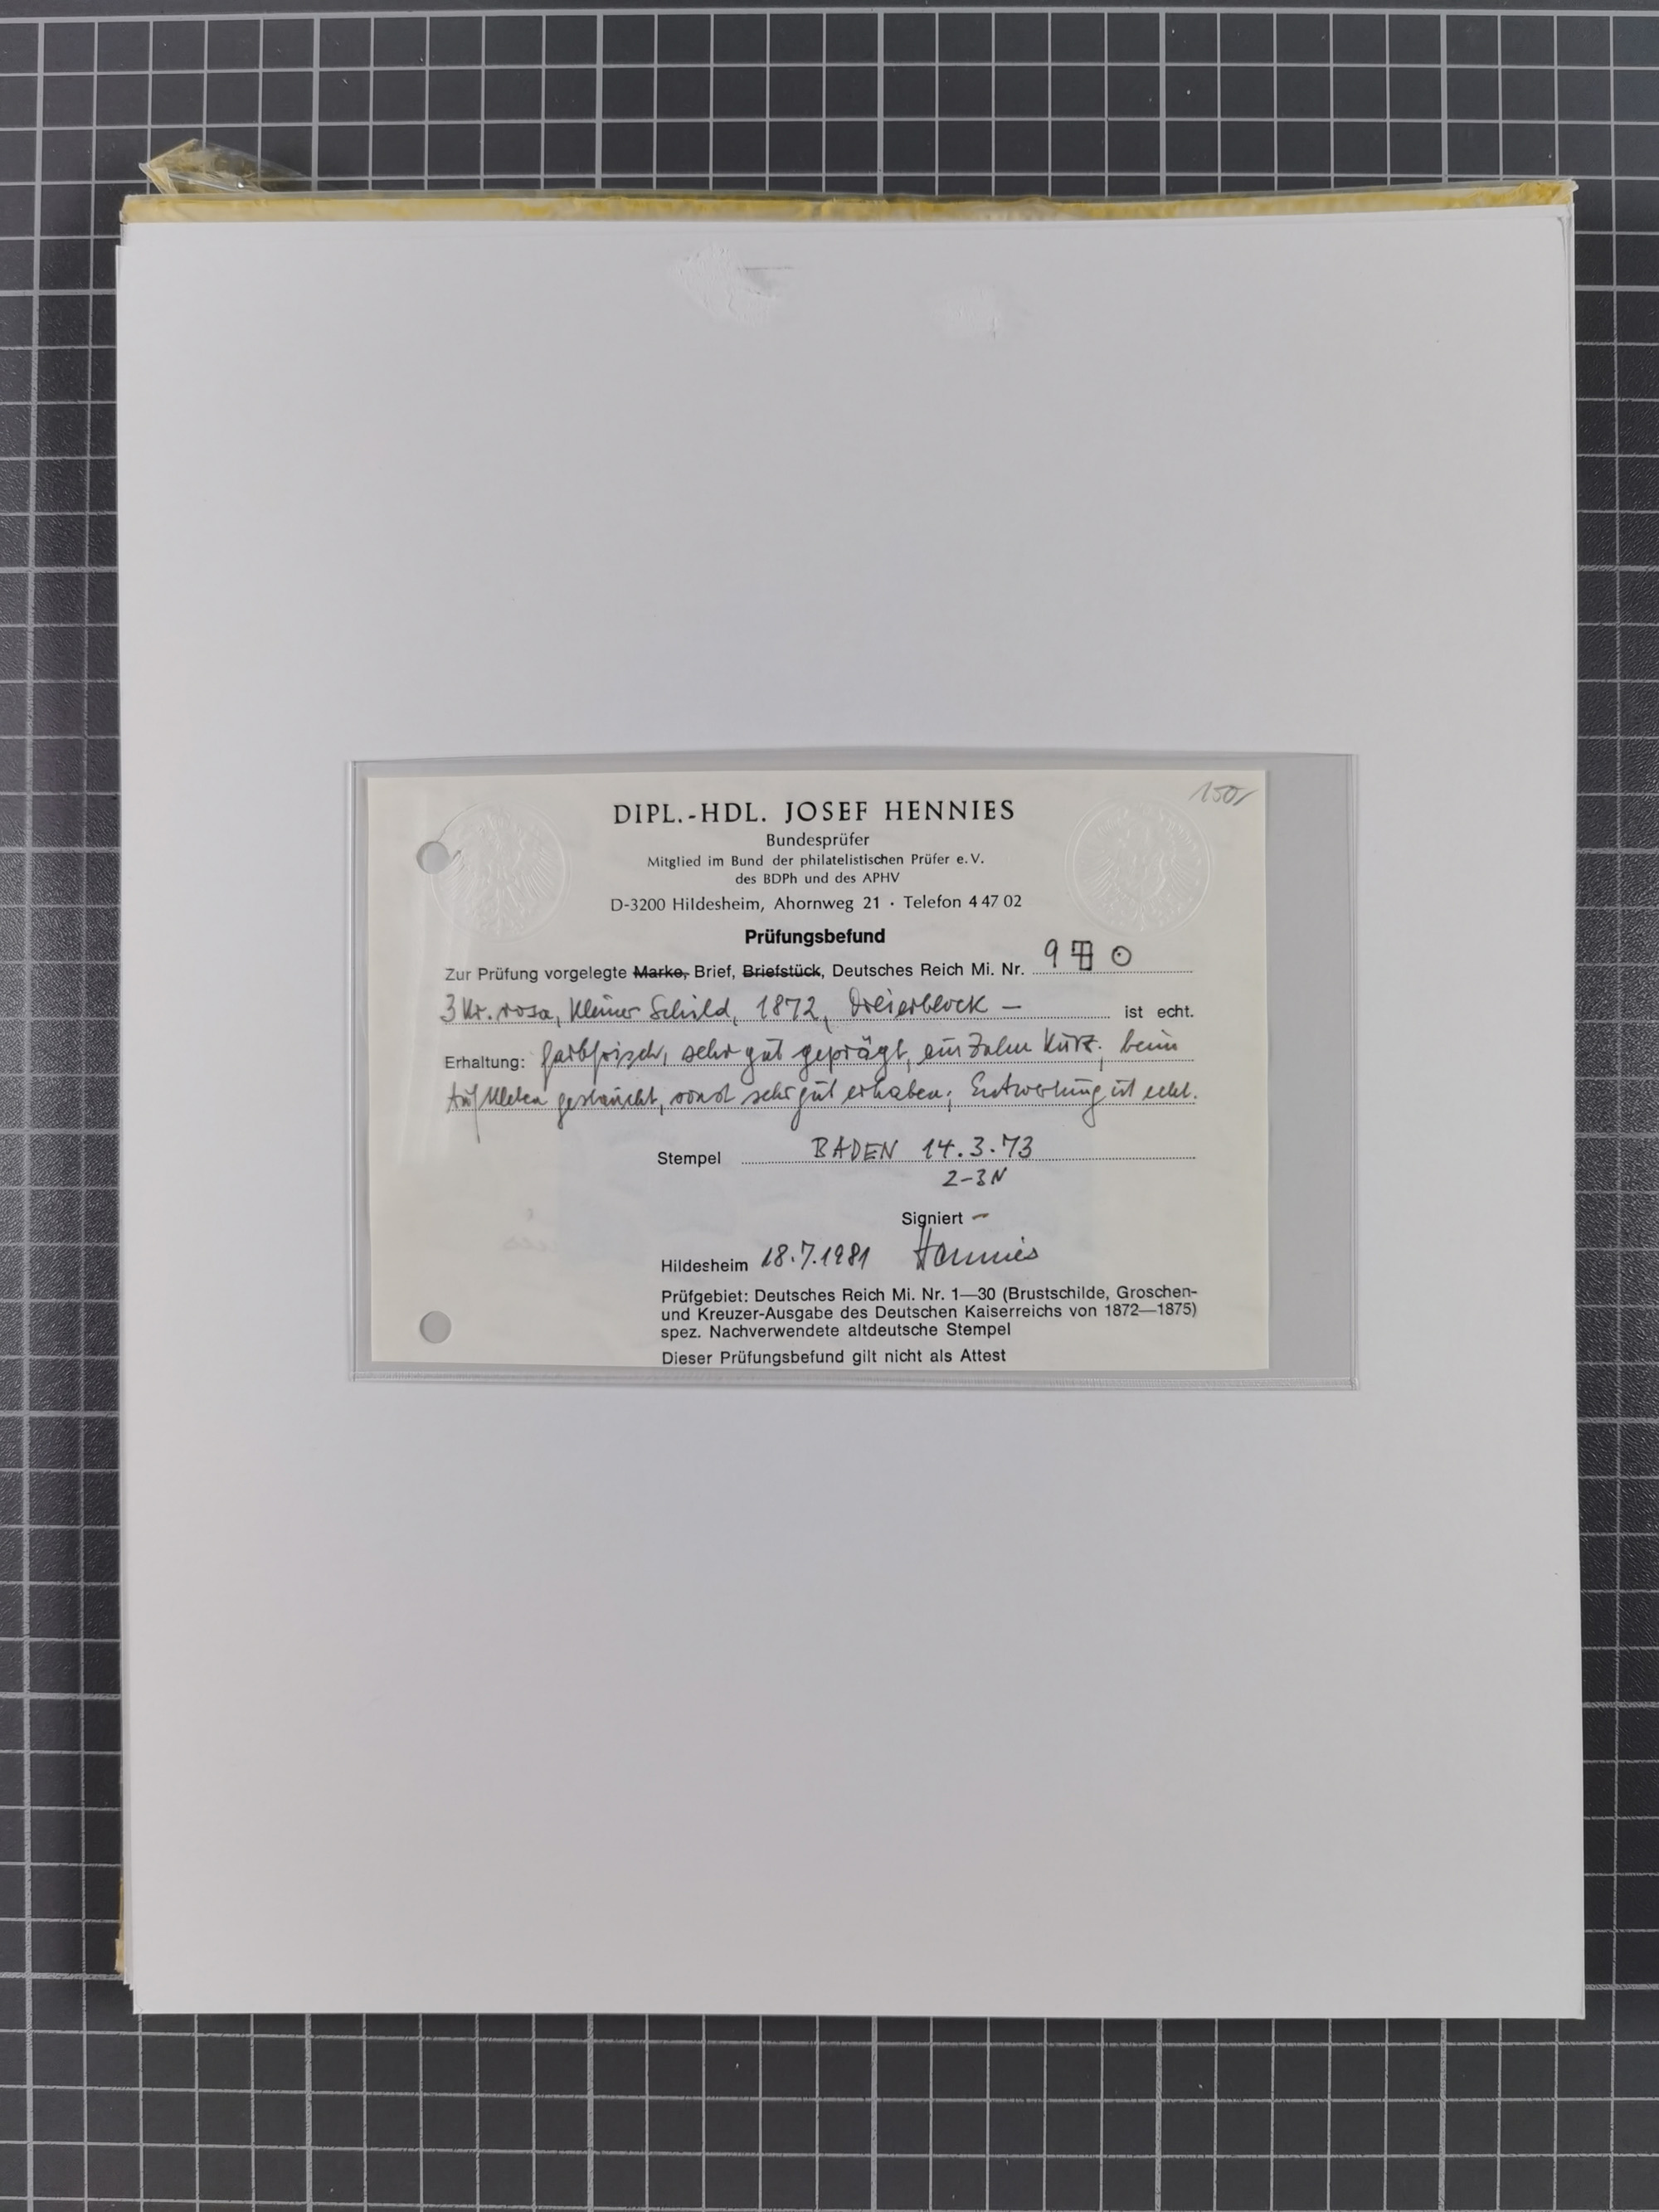 150,-
DIPL.-HDL. JOSEF HENNIES
Bundesprüfer
Mitglied im Bund der philatelistischen Prüfer e. V.
des BDPh und des APHV
D-3200 Hildesheim, Ahornweg 21 · Telefon 4 47 02
Prüfungsbefund
Zur Prüfung vorgelegte Marke, Brief, Briefstück, Deutsches Reich Mi. Nr. 9
3 Kr. rosa, kleiner Schild, 1872, Dreierblock — ist echt.
Erhaltung: farbfrisch, sehr gut geprägt, ein Zahn kurz, beim
Aufkleben gestaucht, sonst sehr gut erhaben; Entwertung ist echt.
Stempel BADEN 14.3.73
2-3N
Signiert –
Hildesheim 18.7.1981 Hennies
Prüfgebiet: Deutsches Reich Mi. Nr. 1—30 (Brustschilde, Groschen-
und Kreuzer-Ausgabe des Deutschen Kaiserreichs von 1872—1875)
spez. Nachverwendete altdeutsche Stempel
Dieser Prüfungsbefund gilt nicht als Attest